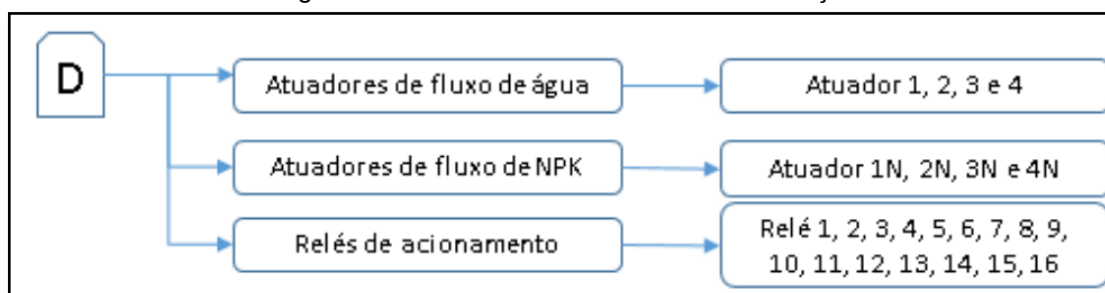 D
Atuadores de fluxo de água
Atuador 1, 2, 3 e 4
Atuadores de fluxo de NPK
Atuador 1N, 2N, 3N e 4N
Relés de acionamento
Relé 1, 2, 3, 4, 5, 6, 7, 8, 9,
10, 11, 12, 13, 14, 15, 16